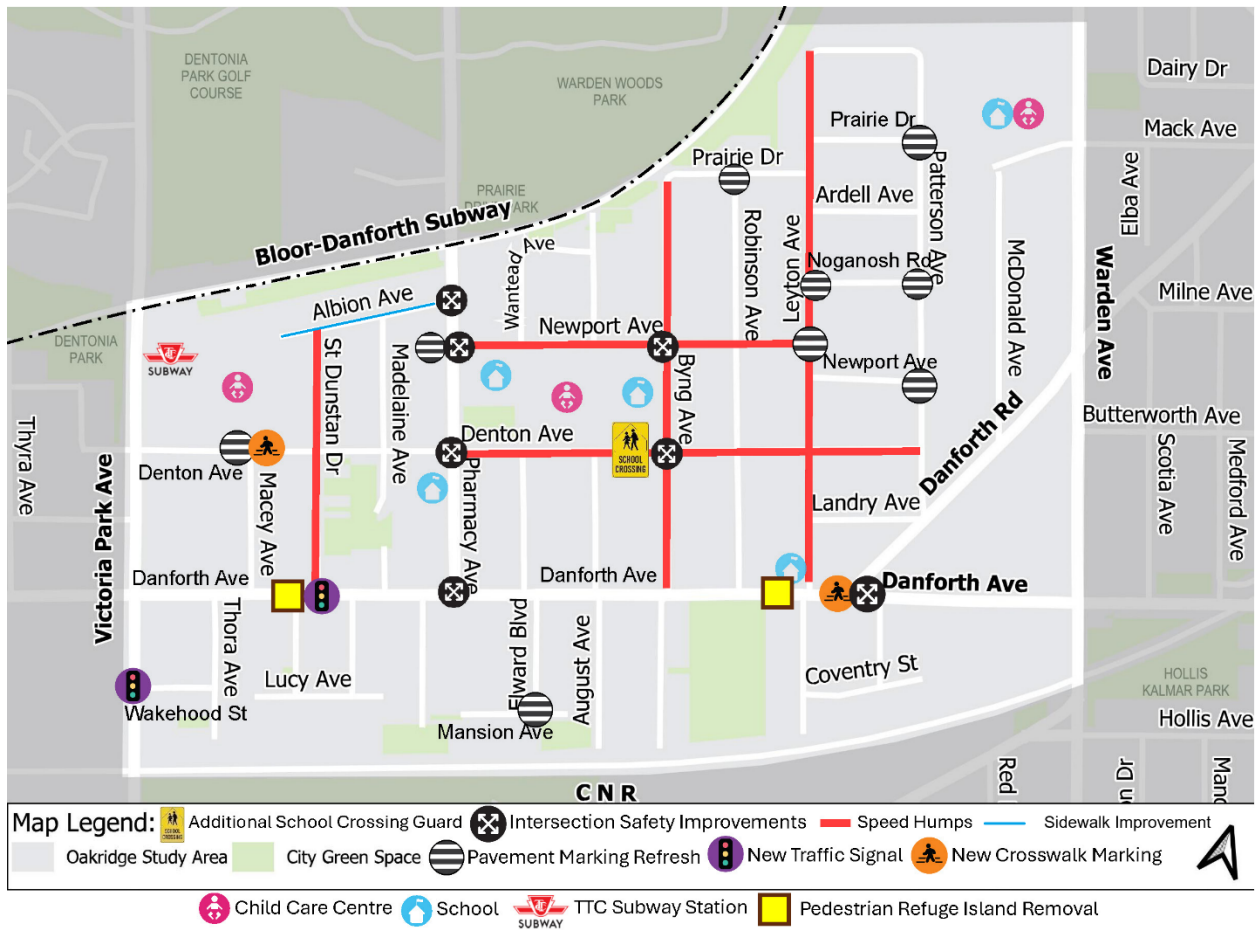 DENTONIA
PARK GOLF
COURSE
WARDEN WOODS
PARK
Dairy Dr
Mack Ave
Prairie Dr
Prairie Dr
Elba Ave
Patterson Ave
Ardell Ave
PRAIRIE
Bloor-Danforth Subway
Wantead Ave
Robinson Ave
Leyton Ave
Noganosh Rd
McDonald Ave
Warden Ave
Milne Ave
Albion Ave
DENTONIA
PARK
SUBWAY
St Dunstan Dr
Madelaine Ave
Newport Ave
Byng Ave
Newport Ave
Butterworth Ave
Thyra Ave
Victoria Park Ave
Denton Ave
Denton Ave
SCHOOL
CROSSING
Macey Ave
Pharmacy Ave
Danforth Rd
Landry Ave
Scotia Ave
Medford Ave
Danforth Ave
Danforth Ave
Danforth Ave
Thora Ave
Lucy Ave
Elward Blvd
August Ave
Coventry St
HOLLIS
KALMAR PARK
Wakehood St
Mansion Ave
Hollis Ave
Red
on Dr
CNR
Map Legend: Additional School Crossing Guard Intersection Safety Improvements Speed Humps Sidewalk Improvement
Oakridge Study Area City Green Space Pavement Marking Refresh New Traffic Signal New Crosswalk Marking
Child Care Centre School SUBWAY TTC Subway Station Pedestrian Refuge Island Removal